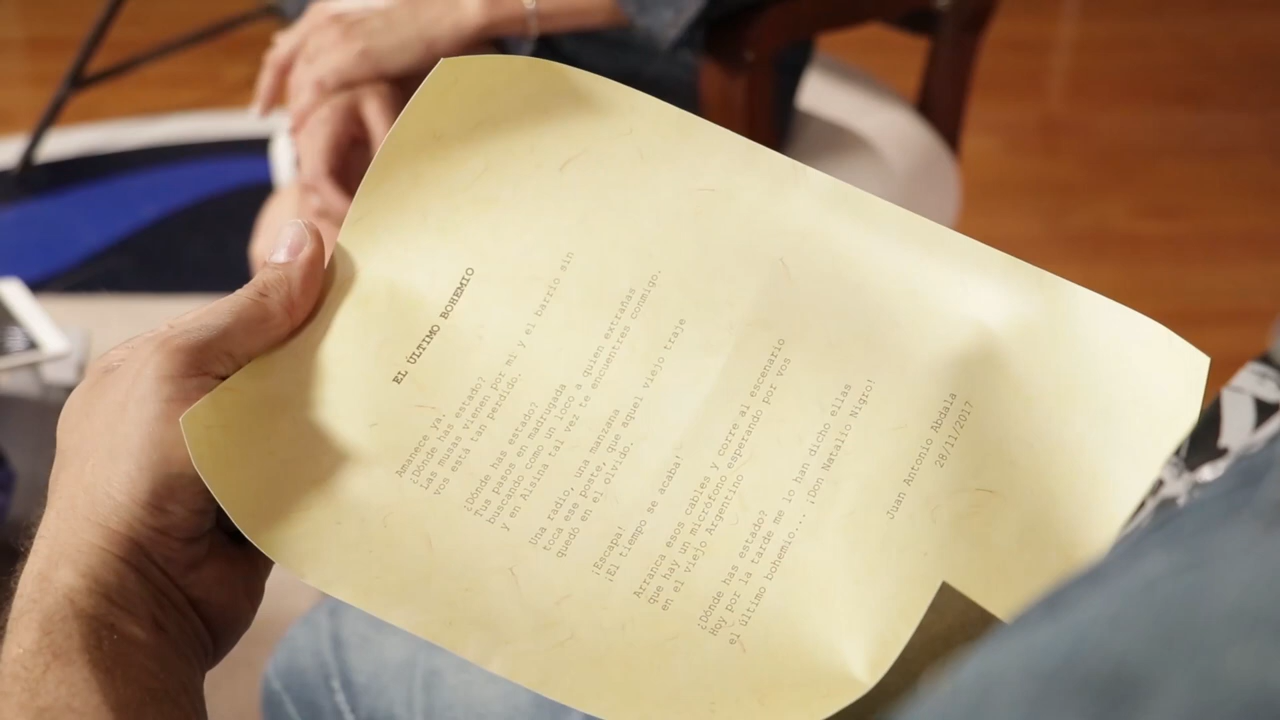 EL ÚLTIMO BOHEMIO
Amanece ya.
¿Dónde has estado?
Las musas vienen por mi y el barrio sin
vos está tan perdido.
¿Dónde has estado?
Tus pasos en madrugada
buscando como un loco a quien extrañas
y en Alsina tal vez te encuentres conmigo.
Una radio, una manzana
toca ese poste, que aquel viejo traje
quedó en el olvido.
¡Escapa!
¡El tiempo se acaba!
Arranca esos cables y corre al escenario
que hay un micrófono esperando por vos
en el viejo Argentino
¿Dónde has estado?
Hoy por la tarde me lo han dicho ellas
el último bohemio... ¡Don Natalio Nigro!
Juan Antonio Abdala
28/11/2017